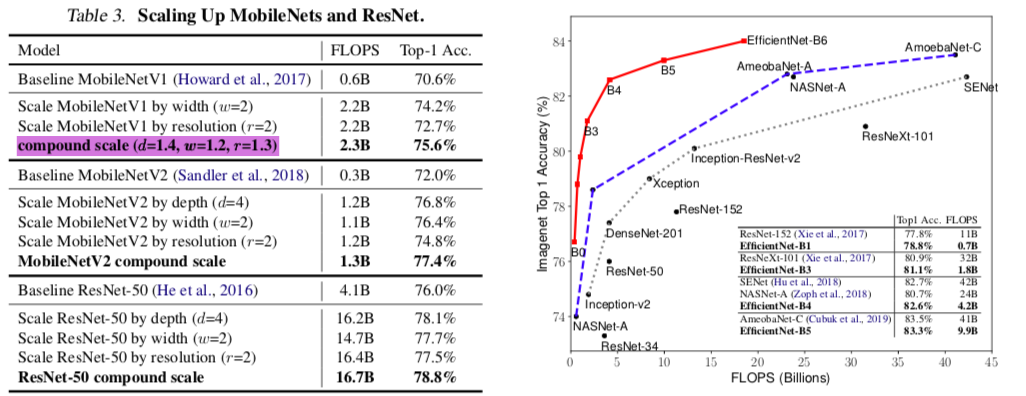 Table 3. Scaling Up MobileNets and ResNet.
Model FLOPS Top-1 Acc.
Baseline MobileNetV1 (Howard et al., 2017) 0.6B 70.6%
Scale MobileNetV1 by width (w=2) 2.2B 74.2%
Scale MobileNetV1 by resolution (r=2) 2.2B 72.7%
compound scale (d=1.4, w=1.2, r=1.3) 2.3B 75.6%
Baseline MobileNetV2 (Sandler et al., 2018) 0.3B 72.0%
Scale MobileNetV2 by depth (d=4) 1.2B 76.8%
Scale MobileNetV2 by width (w=2) 1.1B 76.4%
Scale MobileNetV2 by resolution (r=2) 1.2B 74.8%
MobileNetV2 compound scale 1.3B 77.4%
Baseline ResNet-50 (He et al., 2016) 4.1B 76.0%
Scale ResNet-50 by depth (d=4) 16.2B 78.1%
Scale ResNet-50 by width (w=2) 14.7B 77.7%
Scale ResNet-50 by resolution (r=2) 16.4B 77.5%
ResNet-50 compound scale 16.7B 78.8%
Imagenet Top 1 Accuracy (%)
84
82
80
78
76
74
EfficientNet-B6
AmoebaNet-C
B5
AmeobaNet-A
NASNet-A
SENet
B4
B3
ResNeXt-101
Inception-ResNet-v2
Xception
ResNet-152
DenseNet-201
B0
ResNet-50
Inception-v2
NASNet-A
ResNet-34
Top1 Acc. FLOPS
ResNet-152 (Xie et al., 2017) 77.8% 11B
EfficientNet-B1 78.8% 0.7B
ResNeXt-101 (Xie et al., 2017) 80.9% 32B
EfficientNet-B3 81.1% 1.8B
SENet (Hu et al., 2018) 82.7% 42B
NASNet-A (Zoph et al., 2018) 80.7% 24B
EfficientNet-B4 82.6% 4.2B
AmoebaNet-C (Cubuk et al., 2019) 83.5% 41B
EfficientNet-B5 83.3% 9.9B
0 5 10 15 20 25 30 35 40 45
FLOPS (Billions)